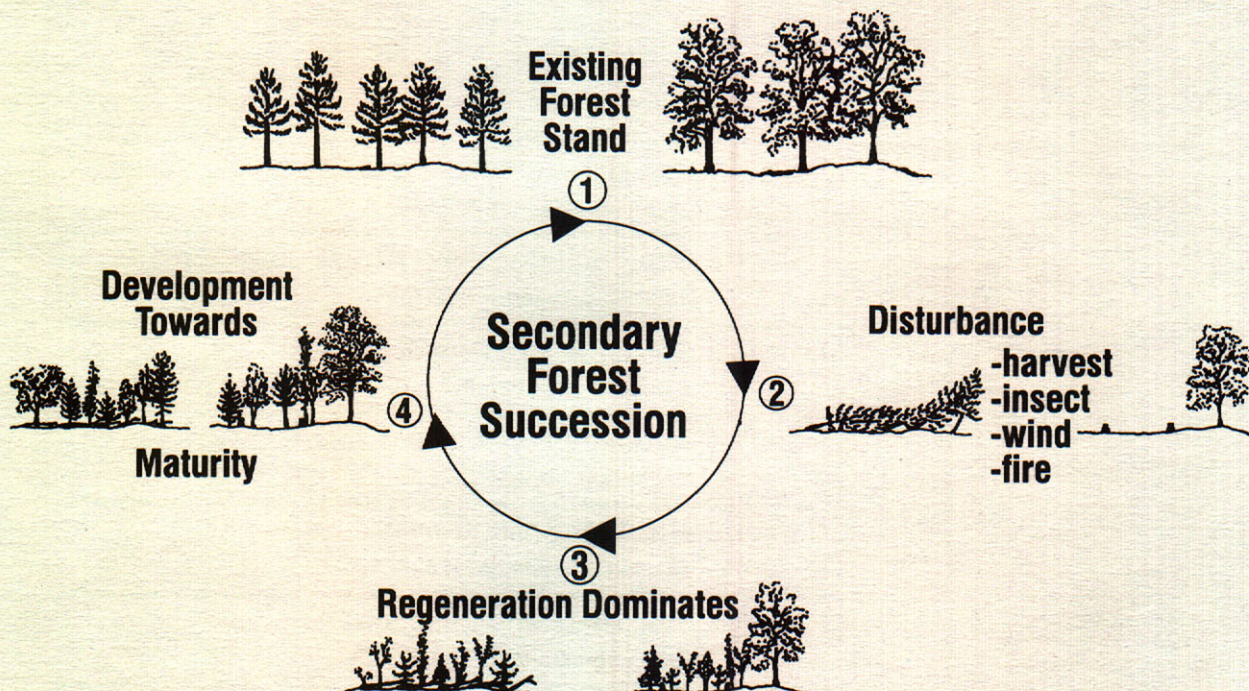 Existing
Forest
Stand
①
Secondary
Forest
Succession
Disturbance
-harvest
-insect
-wind
-fire
②
③
Regeneration Dominates
Development
Towards
④
Maturity